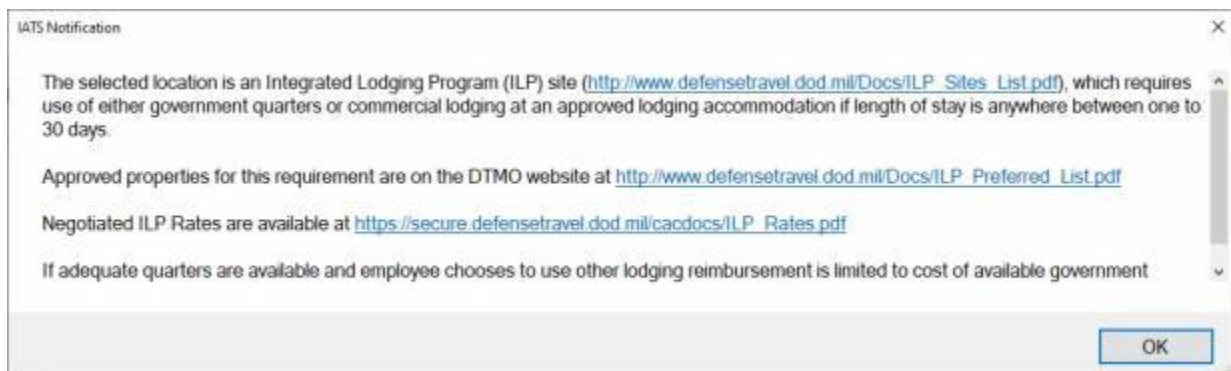 IATS Notification
The selected location is an Integrated Lodging Program (ILP) site (http://www.defensetravel.dod.mil/Docs/ILP_Sites_List.pdf), which requires
use of either government quarters or commercial lodging at an approved lodging accommodation if length of stay is anywhere between one to
30 days.
Approved properties for this requirement are on the DTMO website at http://www.defensetravel.dod.mil/Docs/ILP_Preferred_List.pdf
Negotiated ILP Rates are available at https://secure.defensetravel.dod.mil/cacdocs/ILP_Rates.pdf
If adequate quarters are available and employee chooses to use other lodging reimbursement is limited to cost of available government
OK